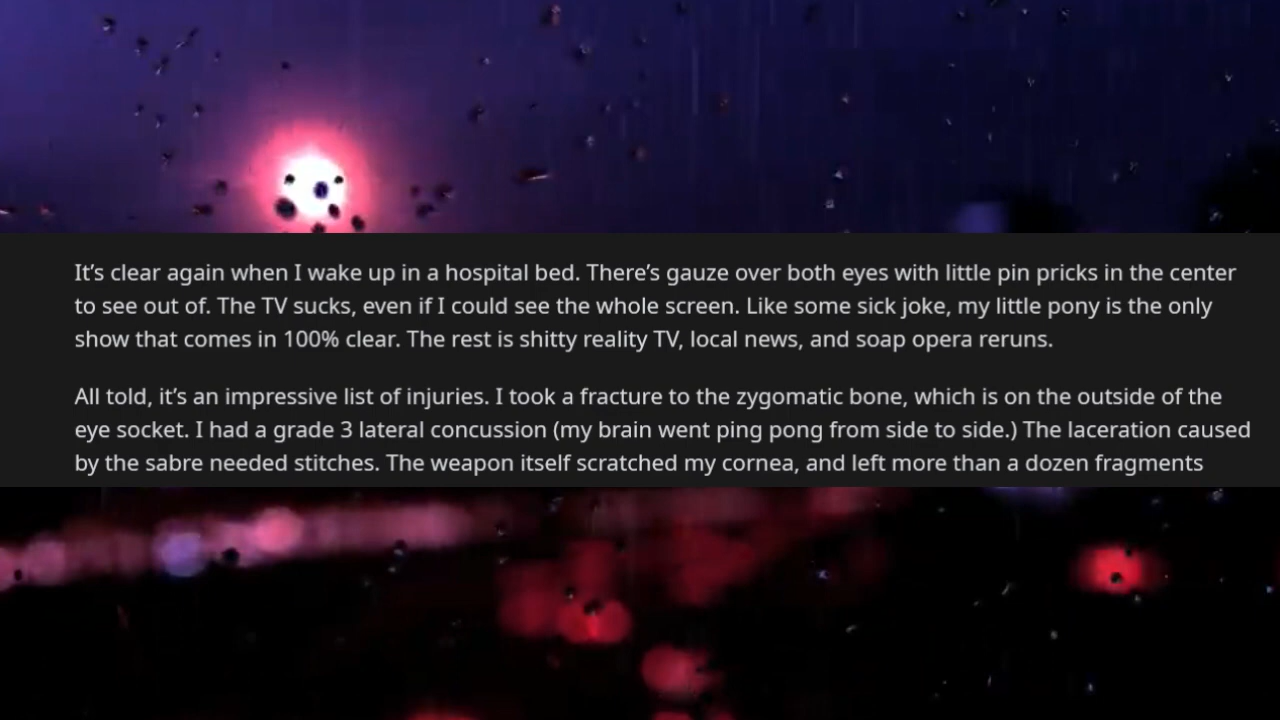 It’s clear again when I wake up in a hospital bed. There’s gauze over both eyes with little pin pricks in the center
to see out of. The TV sucks, even if I could see the whole screen. Like some sick joke, my little pony is the only
show that comes in 100% clear. The rest is shitty reality TV, local news, and soap opera reruns.
All told, it’s an impressive list of injuries. I took a fracture to the zygomatic bone, which is on the outside of the
eye socket. I had a grade 3 lateral concussion (my brain went ping pong from side to side.) The laceration caused
by the sabre needed stitches. The weapon itself scratched my cornea, and left more than a dozen fragments